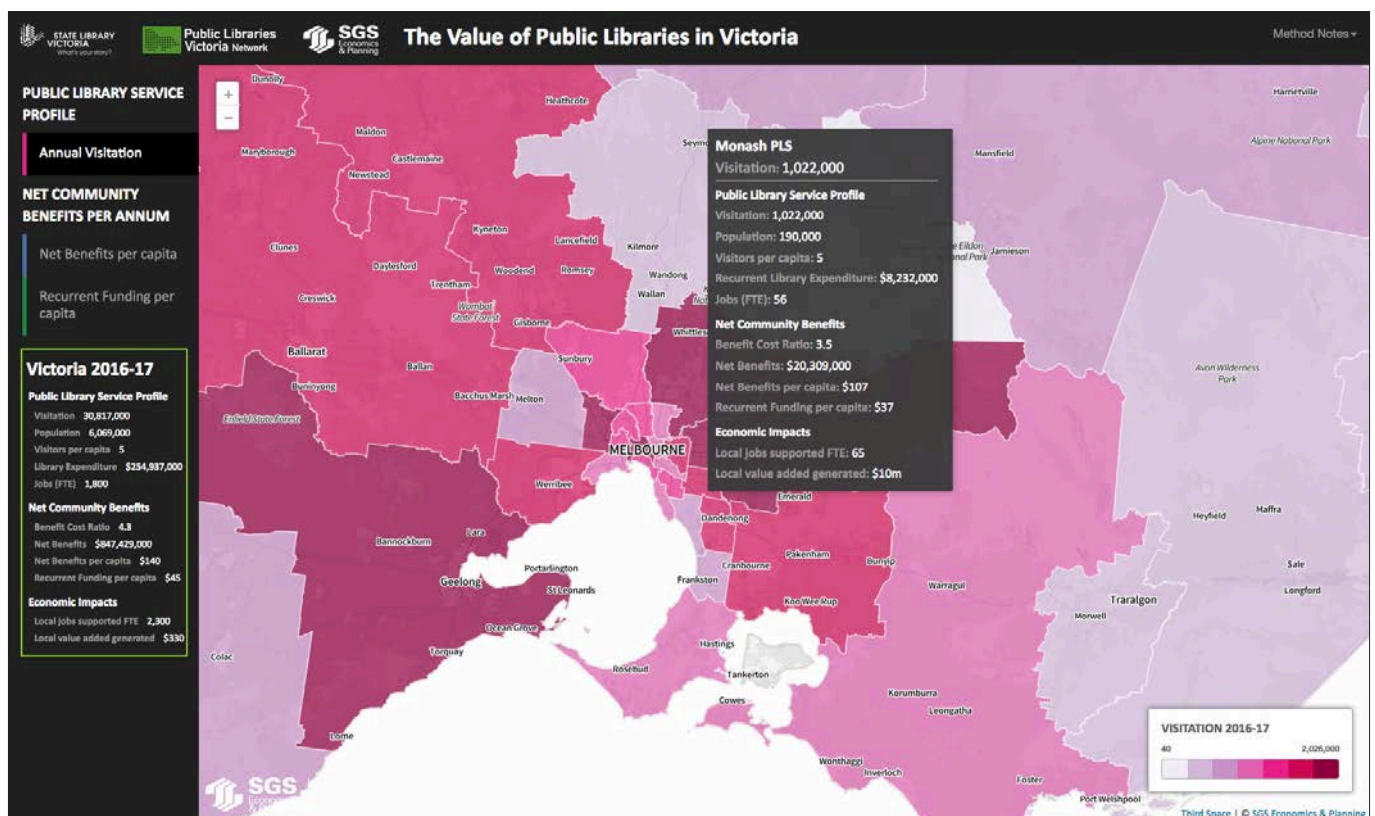 STATE LIBRARY
VICTORIA
What's your story?
Public Libraries
Victoria Network
SGS
Economics
& Planning
The Value of Public Libraries in Victoria
Method Notes
PUBLIC LIBRARY SERVICE
PROFILE
Annual Visitation
NET COMMUNITY
BENEFITS PER ANNUM
Net Benefits per capita
Recurrent Funding per
capita
Victoria 2016-17
Public Library Service Profile
Visitation 30,817,000
Population 6,069,000
Visitors per capita 5
Library Expenditure $254,937,000
Jobs (FTE) 1,800
Net Community Benefits
Benefit Cost Ratio 4.3
Net Benefits $847,429,000
Net Benefits per capita $140
Recurrent Funding per capita $45
Economic Impacts
Local jobs supported FTE 2,300
Local value added generated $330
+
−
Dunolly
Heathcote
Harrietville
Maldon
Maryborough
Castlemaine
Newstead
Alpine National Park
Mansfield
Monash PLS
Visitation: 1,022,000
Public Library Service Profile
Visitation: 1,022,000
Population: 190,000
Visitors per capita: 5
Recurrent Library Expenditure: $8,232,000
Jobs (FTE): 56
Net Community Benefits
Benefit Cost Ratio: 3.5
Net Benefits: $20,309,000
Net Benefits per capita: $107
Recurrent Funding per capita: $37
Economic Impacts
Local jobs supported FTE: 65
Local value added generated: $10m
Kyneton
Lancefield
Kilmore
Clunes
Jamieson
Daylesford
Woodend
Romsey
Wandong
Trentham
Wallan
Creswick
Wombat
State Forest
Gisborne
Ballarat
Sunbury
Ballan
Avon Wilderness
Park
Buninyong
Bacchus Marsh
Melton
Enfield State Forest
MELBOURNE
Werribee
Emerald
Dandenong
Heyfield
Maffra
Lara
Bannockburn
Pakenham
Bunyip
Cranbourne
Portarlington
Frankston
Geelong
St Leonards
Warragul
Sale
Longford
Koo Wee Rup
Traralgon
Morwell
Ocean Grove
Hastings
Torquay
Colac
Rosebud
Tankerton
Cowes
Korumburra
Leongatha
Lorne
Wonthaggi
Inverloch
Foster
Port Welshpool
VISITATION 2016-17
40 2,026,000
SGS
Third Space | © SGS Economics & Planning